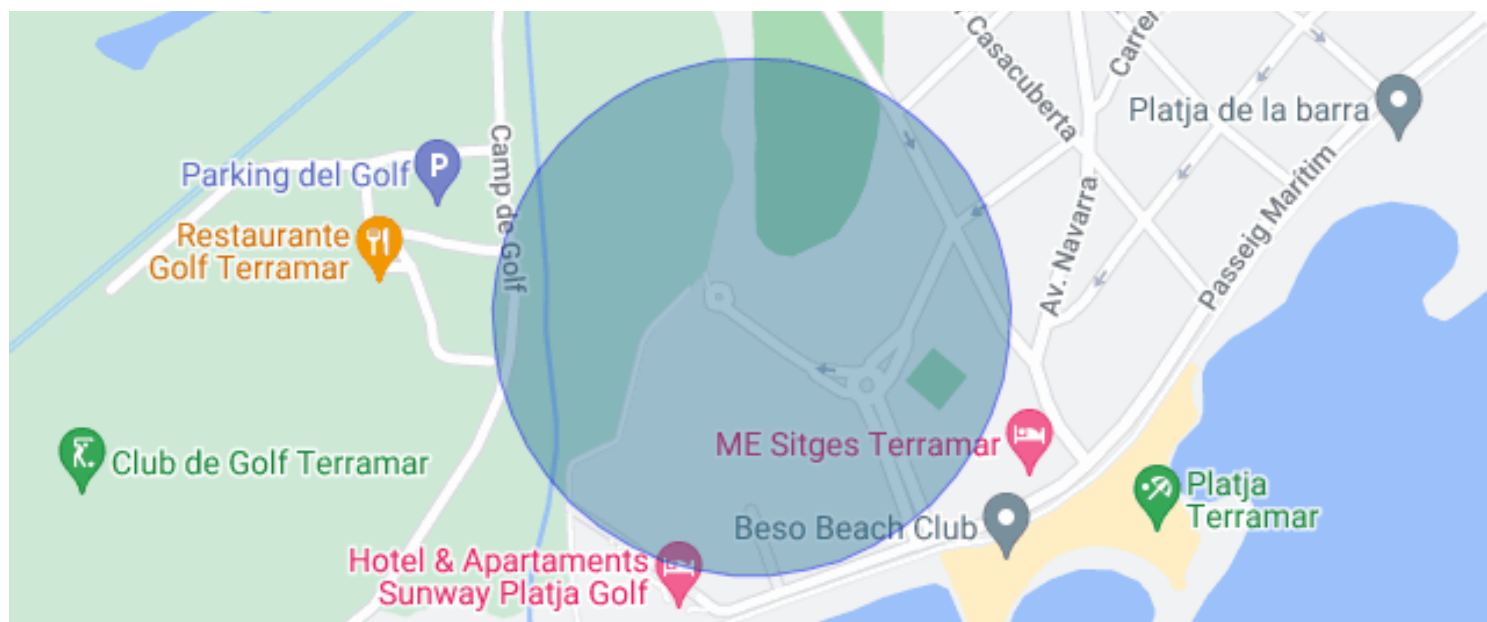 Casacuberta
Carrer
Platja de la barra
Parking del Golf
P
Camp de Golf
Restaurante
Golf Terramar
Av. Navarra
Passeig Marítim
ME Sitges Terramar
Club de Golf Terramar
Platja
Terramar
Beso Beach Club
Hotel & Apartaments
Sunway Platja Golf